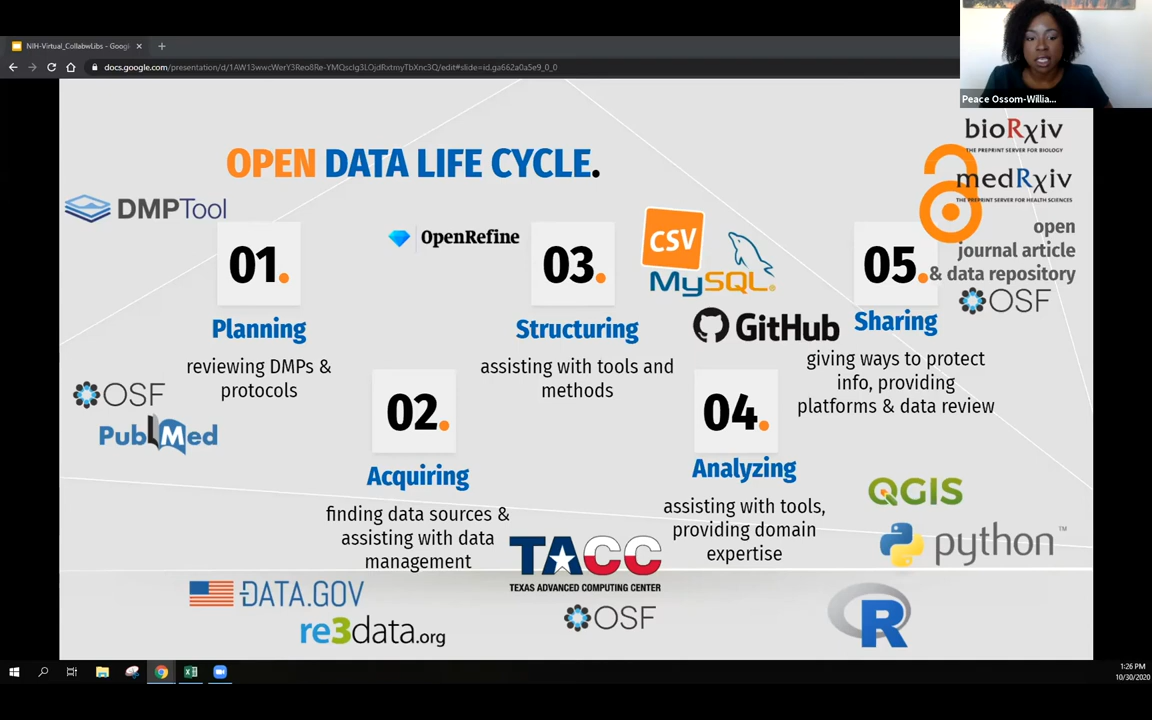 NIH-Virtual_CollabwLibs - Googl
docs.google.com/presentation/d/1AW13wwcWerY3Reo8Re-YMQsclg3LOjdRxtmyTbXnc3Q/edit#slide=id.ga662a0a5e9_0_0
Peace Ossom-Willia...
OPEN DATA LIFE CYCLE.
bioRxiv
THE PREPRINT SERVER FOR BIOLOGY
medRxiv
THE PREPRINT SERVER FOR HEALTH SCIENCES
open
journal article
& data repository
OSF
DMPTool
01.
Planning
reviewing DMPs &
protocols
OSF
PubMed
02.
Acquiring
finding data sources &
assisting with data
management
DATA.GOV
re3data.org
OpenRefine
03.
Structuring
assisting with tools and
methods
CSV
MySQL
GitHub
04.
Analyzing
assisting with tools,
providing domain
expertise
TACC
TEXAS ADVANCED COMPUTING CENTER
OSF
05.
Sharing
giving ways to protect
info, providing
platforms & data review
QGIS
python™
R
1:26 PM
10/30/2020